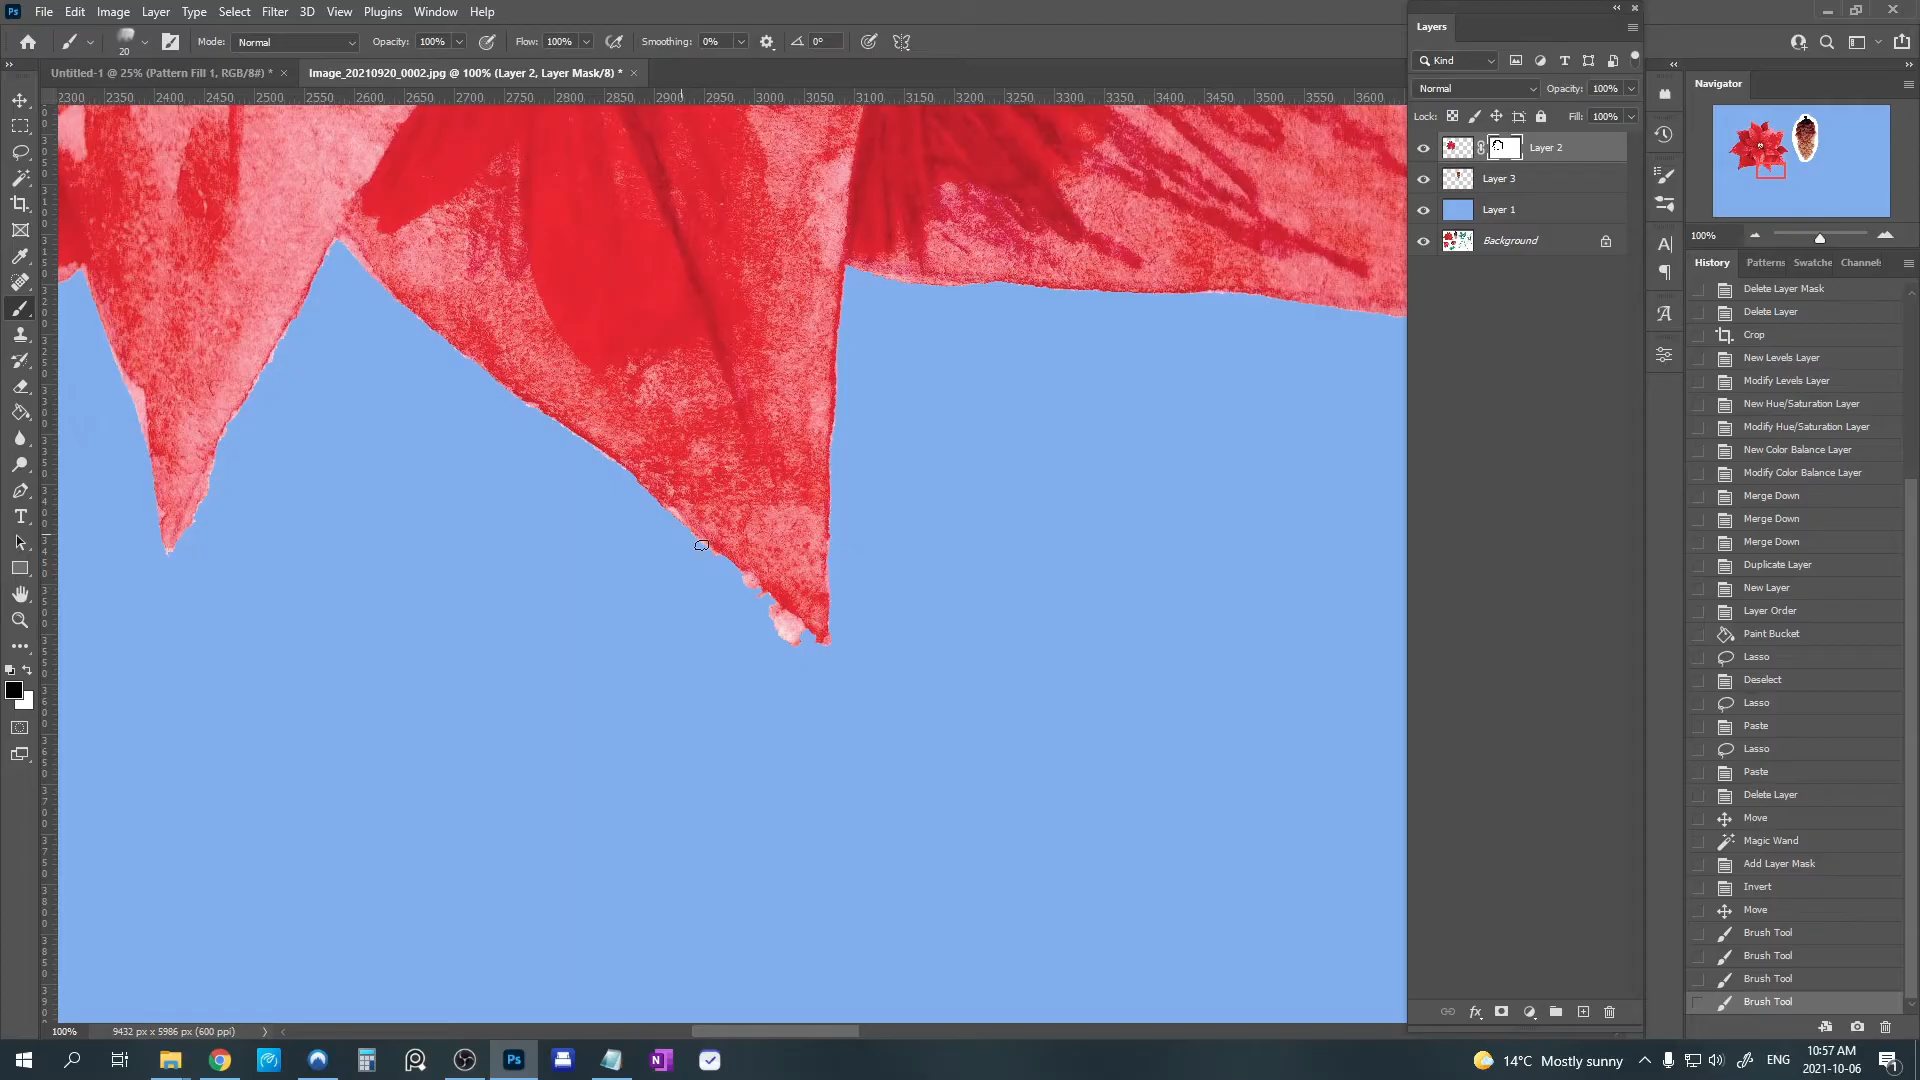 Ps File Edit Image Layer Type Select Filter 3D View Plugins Window Help
20 Mode: Normal Opacity: 100% Flow: 100% Smoothing: 0% 0°
Untitled-1 @ 25% (Pattern Fill 1, RGB/8#) * × Image_20210920_0002.jpg @ 100% (Layer 2, Layer Mask/8) * ×
2300 2350 2400 2450 2500 2550 2600 2650 2700 2750 2800 2850 2900 2950 3000 3050 3100 3150 3200 3250 3300 3350 3400 3450 3500 3550 3600
Layers
Kind
Normal Opacity: 100%
Lock: Fill: 100%
Layer 2
Layer 3
Layer 1
Background
Navigator
100%
History Patterns Swatche Channels
Delete Layer Mask
Delete Layer
Crop
New Levels Layer
Modify Levels Layer
New Hue/Saturation Layer
Modify Hue/Saturation Layer
New Color Balance Layer
Modify Color Balance Layer
Merge Down
Merge Down
Merge Down
Duplicate Layer
New Layer
Layer Order
Paint Bucket
Lasso
Deselect
Lasso
Paste
Lasso
Paste
Delete Layer
Move
Magic Wand
Add Layer Mask
Invert
Move
Brush Tool
Brush Tool
Brush Tool
Brush Tool
100% 9432 px x 5986 px (600 ppi)
Ps 14°C Mostly sunny ENG 10:57 AM
2021-10-06 1